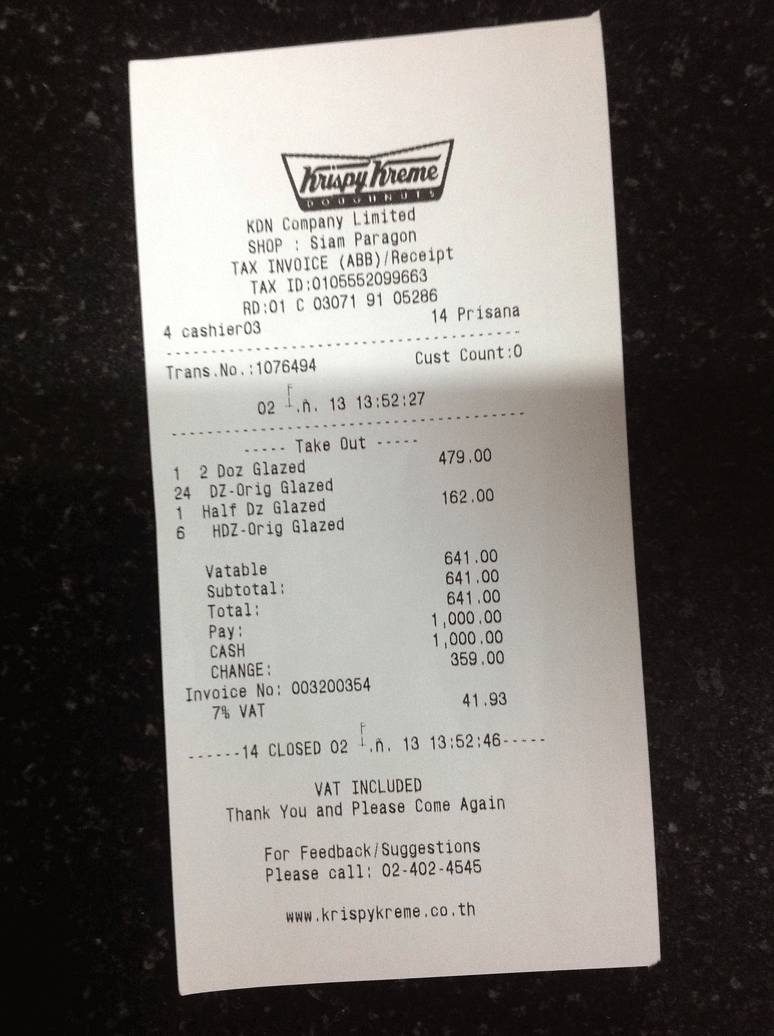 Krispy Kreme
DOUGHNUTS
KDN Company Limited
SHOP : Siam Paragon
TAX INVOICE (ABB)/Receipt
TAX ID:0105552099663
RD:01 C 03071 91 05286
4 cashier03 14 Prisana
Trans.No.:1076494 Cust Count:0
02 .ก. 13 13:52:27
----- Take Out -----
1 2 Doz Glazed 479.00
24 DZ-Orig Glazed
1 Half Dz Glazed 162.00
6 HDZ-Orig Glazed
Vatable 641.00
Subtotal: 641.00
Total: 641.00
Pay: 1,000.00
CASH 1,000.00
CHANGE: 359.00
Invoice No: 003200354
7% VAT 41.93
------14 CLOSED 02 .ก. 13 13:52:46-----
VAT INCLUDED
Thank You and Please Come Again
For Feedback/Suggestions
Please call: 02-402-4545
www.krispykreme.co.th